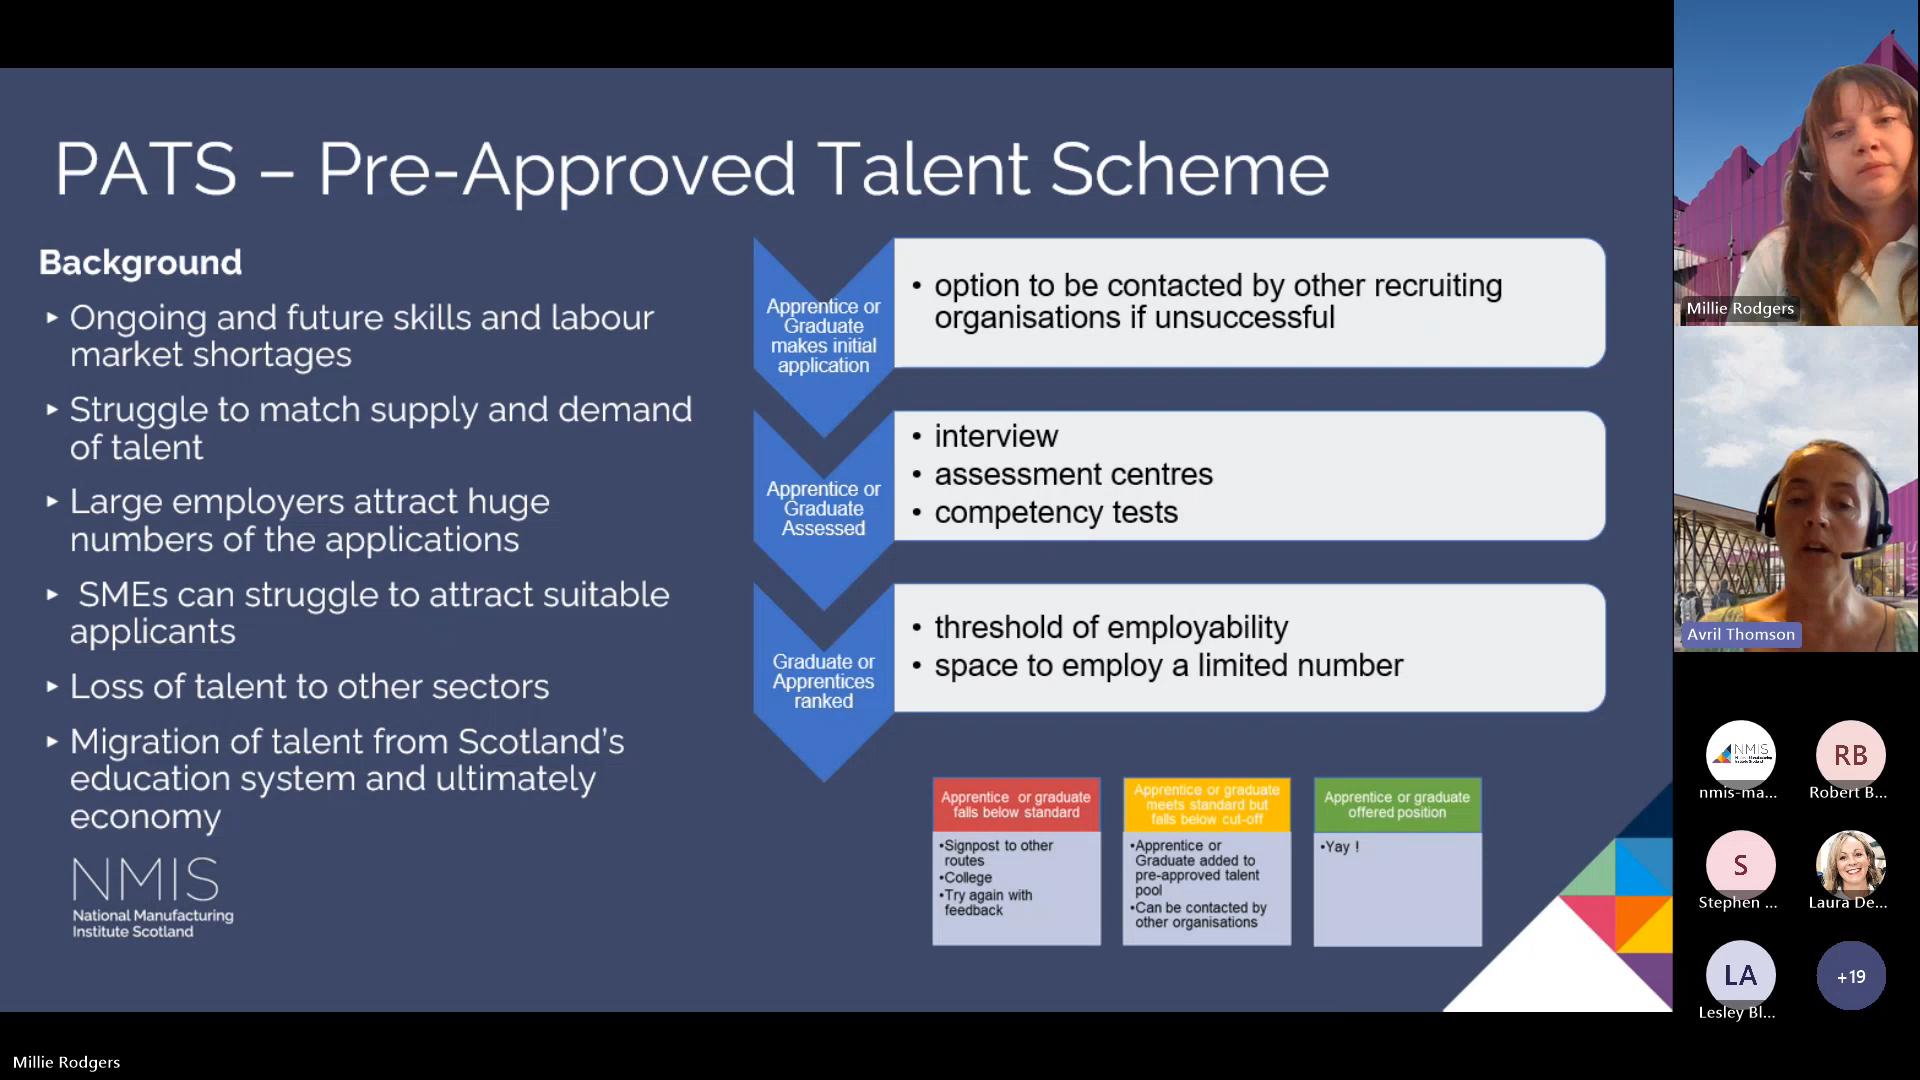 PATS – Pre-Approved Talent Scheme
Background
▸ Ongoing and future skills and labour
market shortages
▸ Struggle to match supply and demand
of talent
▸ Large employers attract huge
numbers of the applications
▸ SMEs can struggle to attract suitable
applicants
▸ Loss of talent to other sectors
▸ Migration of talent from Scotland's
education system and ultimately
economy
NMIS
National Manufacturing
Institute Scotland
Apprentice or
Graduate
makes initial
application
• option to be contacted by other recruiting
organisations if unsuccessful
Apprentice or
Graduate
Assessed
• interview
• assessment centres
• competency tests
Graduate or
Apprentices
ranked
• threshold of employability
• space to employ a limited number
Apprentice or graduate
falls below standard
•Signpost to other
routes
•College
•Try again with
feedback
Apprentice or graduate
meets standard but
falls below cut-off
•Apprentice or
Graduate added to
pre-approved talent
pool
•Can be contacted by
other organisations
Apprentice or graduate
offered position
•Yay !
Millie Rodgers
Avril Thomson
NMIS
nmis-ma...
RB
Robert B...
S
Stephen ...
Laura De...
LA
Lesley Bl...
+19
Millie Rodgers